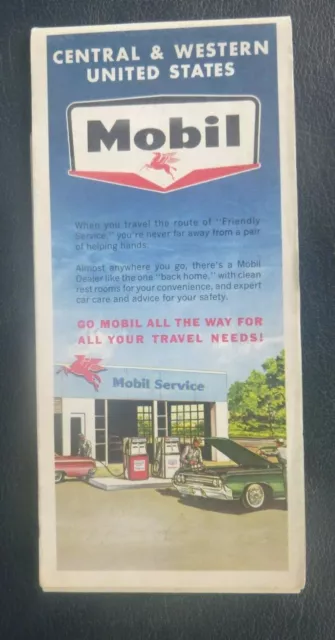 CENTRAL & WESTERN
UNITED STATES
Mobil
When you travel the route of "Friendly
Service," you're never far away from a pair
of helping hands.
Almost anywhere you go, there's a Mobil
Dealer like the one "back home," with clean
rest rooms for your convenience, and expert
car care and advice for your safety.
GO MOBIL ALL THE WAY FOR
ALL YOUR TRAVEL NEEDS!
Mobil Service